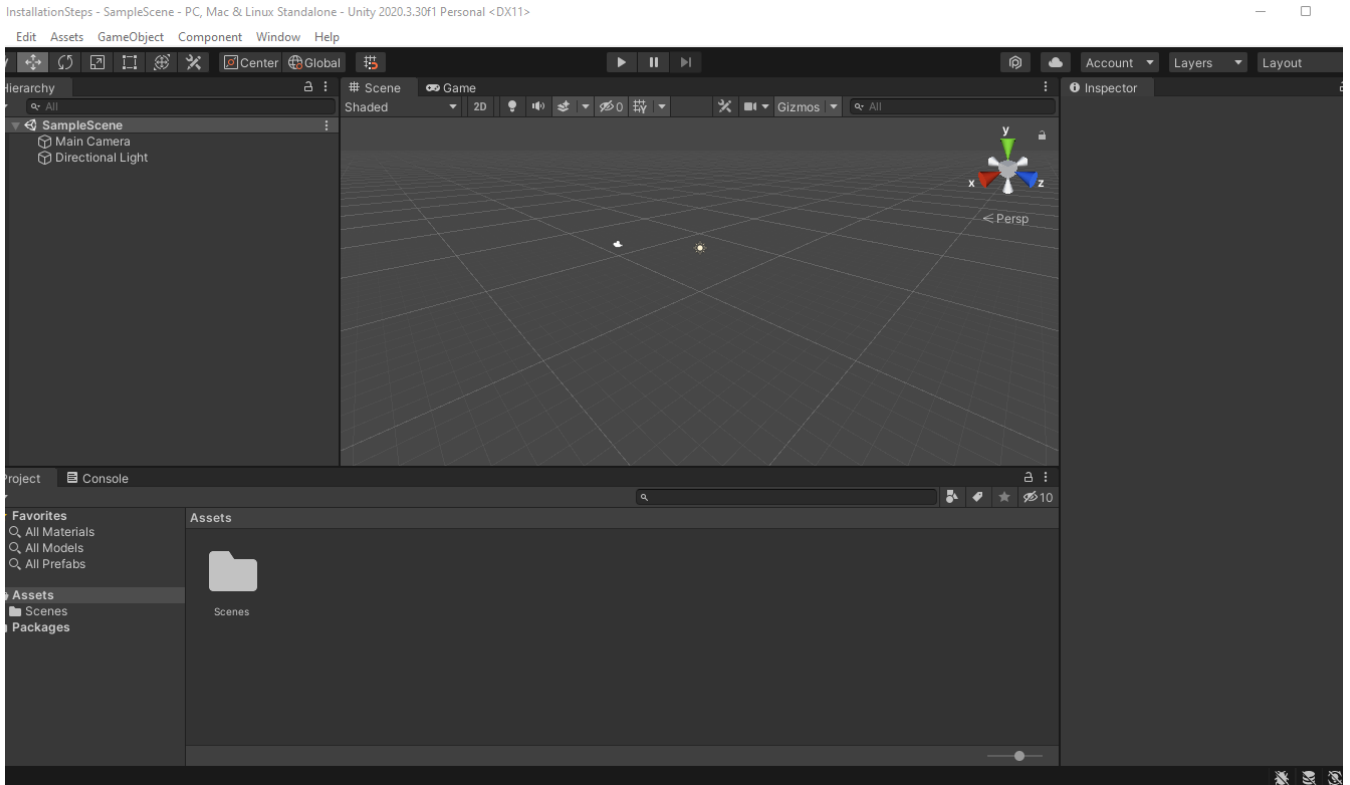 InstallationSteps - SampleScene - PC, Mac & Linux Standalone - Unity 2020.3.30f1 Personal <DX11>
Edit Assets GameObject Component Window Help
Center Global Account Layers Layout
Hierarchy
All
SampleScene
Main Camera
Directional Light
Scene Game
Shaded 2D 0 Gizmos All
y
x z
Persp
Inspector
Project Console
10
Favorites
All Materials
All Models
All Prefabs
Assets
Scenes
Packages
Assets
Scenes